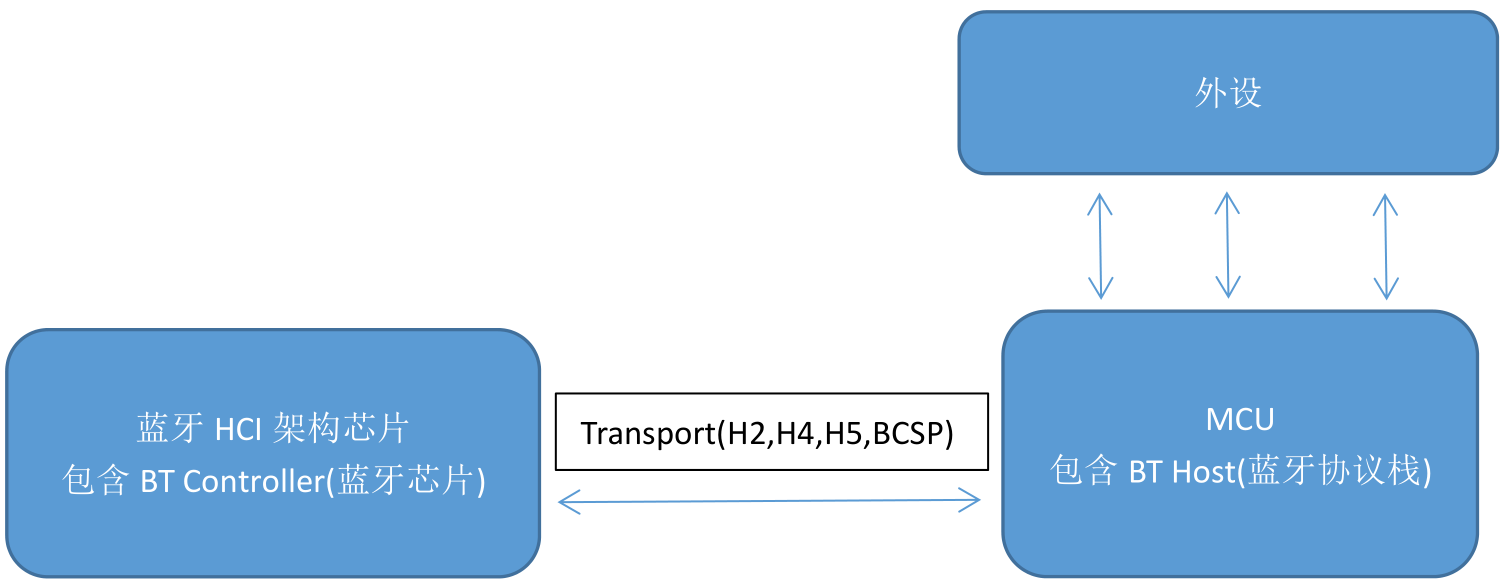 外设
蓝牙 HCI 架构芯片
包含 BT Controller(蓝牙芯片)
Transport(H2,H4,H5,BCSP)
MCU
包含 BT Host(蓝牙协议栈)